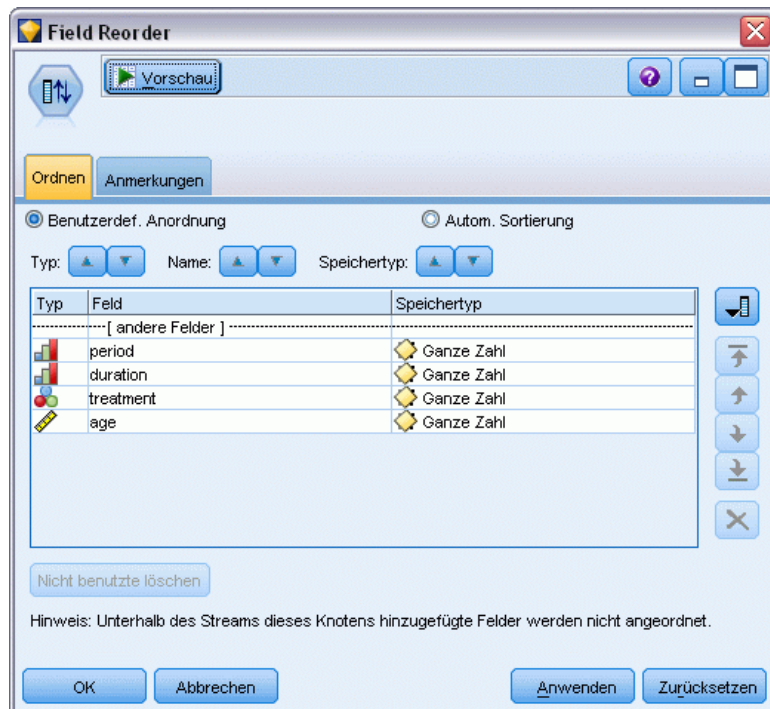 Field Reorder
Vorschau
Ordnen Anmerkungen
Benutzerdef. Anordnung Autom. Sortierung
Typ: Name: Speichertyp:
Typ Feld Speichertyp
[ andere Felder ]
period Ganze Zahl
duration Ganze Zahl
treatment Ganze Zahl
age Ganze Zahl
Nicht benutzte löschen
Hinweis: Unterhalb des Streams dieses Knotens hinzugefügte Felder werden nicht angeordnet.
OK Abbrechen Anwenden Zurücksetzen